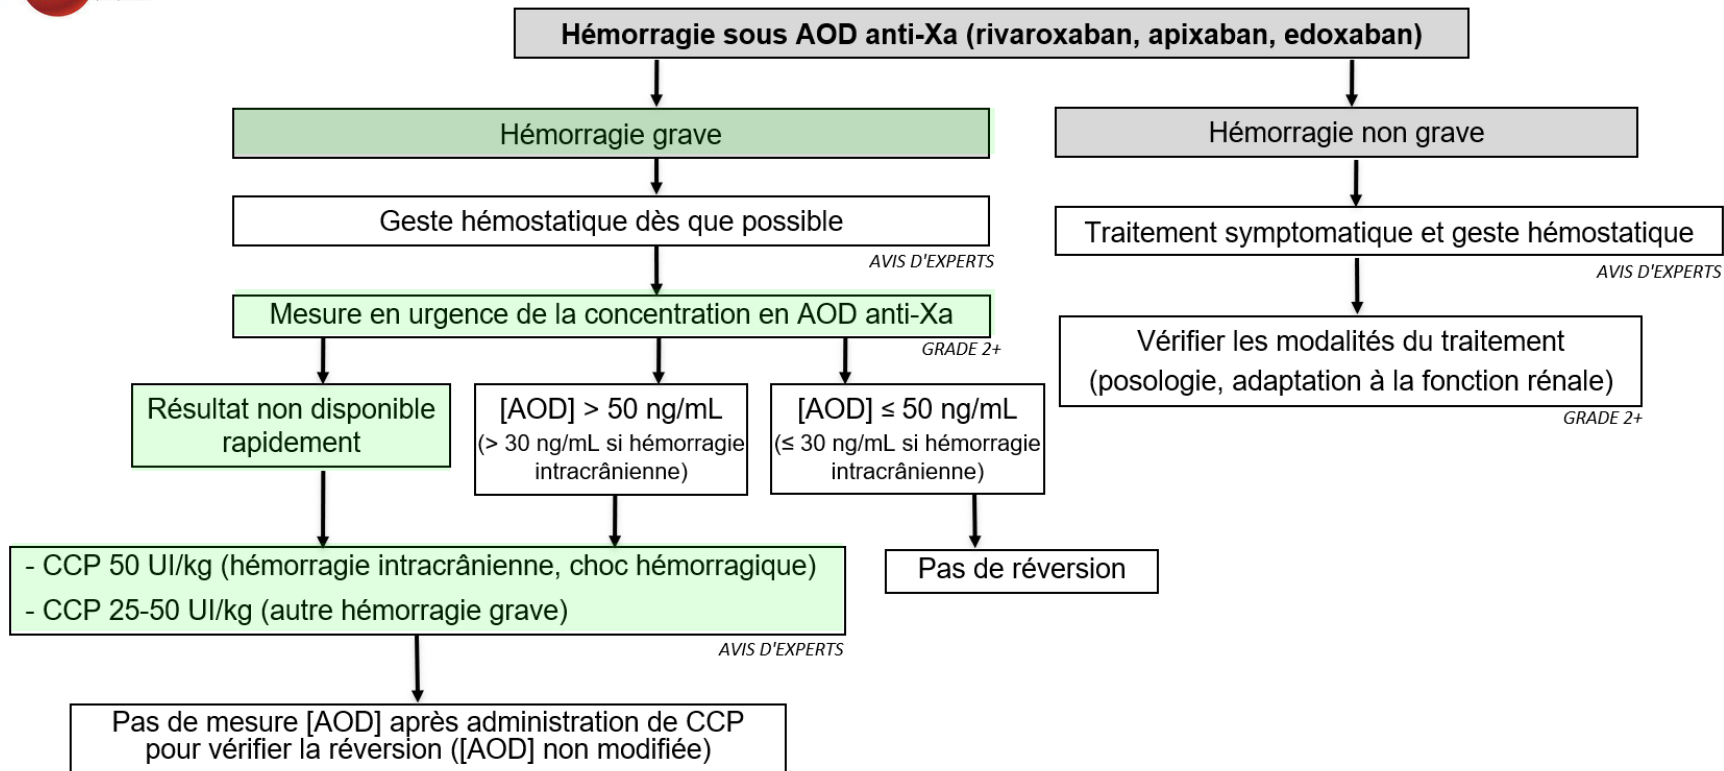 Hémorragie sous AOD anti-Xa (rivaroxaban, apixaban, edoxaban)
Hémorragie grave
Hémorragie non grave
Geste hémostatique dès que possible
AVIS D'EXPERTS
Traitement symptomatique et geste hémostatique
AVIS D'EXPERTS
Mesure en urgence de la concentration en AOD anti-Xa
GRADE 2+
Vérifier les modalités du traitement
(posologie, adaptation à la fonction rénale)
GRADE 2+
Résultat non disponible
rapidement
[AOD] > 50 ng/mL
(> 30 ng/mL si hémorragie
intracrânienne)
[AOD] ≤ 50 ng/mL
(≤ 30 ng/mL si hémorragie
intracrânienne)
- CCP 50 UI/kg (hémorragie intracrânienne, choc hémorragique)
- CCP 25-50 UI/kg (autre hémorragie grave)
AVIS D'EXPERTS
Pas de réversion
Pas de mesure [AOD] après administration de CCP
pour vérifier la réversion ([AOD] non modifiée)